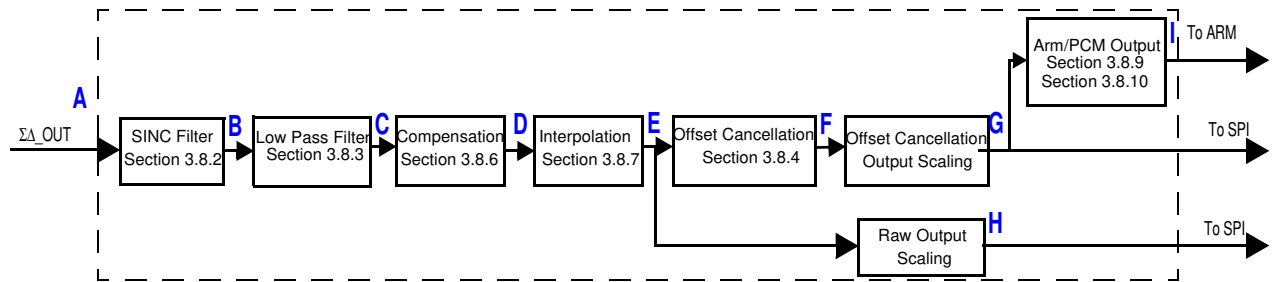 A
ΣΔ_OUT
SINC Filter
Section 3.8.2
B
Low Pass Filter
Section 3.8.3
C
Compensation
Section 3.8.6
D
Interpolation
Section 3.8.7
E
Offset Cancellation
Section 3.8.4
F
Offset Cancellation
Output Scaling
G
Arm/PCM Output
Section 3.8.9
Section 3.8.10
I
To ARM
To SPI
Raw Output
Scaling
H
To SPI